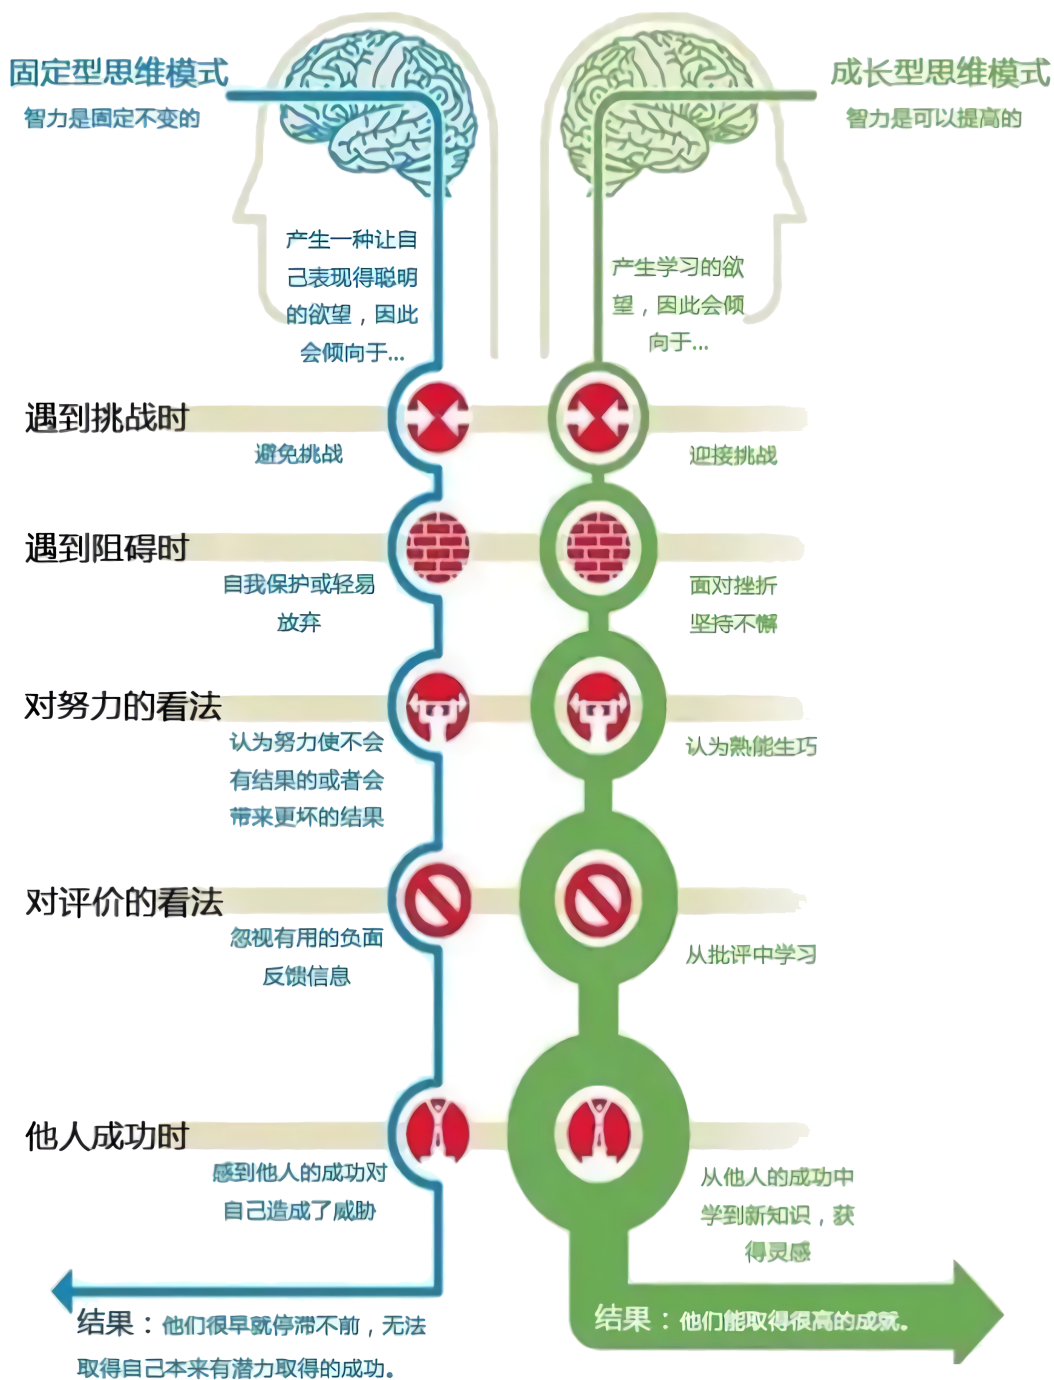 固定型思维模式
智力是固定不变的
成长型思维模式
智力是可以提高的
产生一种让自
己表现得聪明
的欲望，因此
会倾向于...
产生学习的欲
望，因此会倾
向于...
遇到挑战时
避免挑战
迎接挑战
遇到阻碍时
自我保护或轻易
放弃
面对挫折
坚持不懈
对努力的看法
认为努力使不会
有结果的或者会
带来更坏的结果
认为熟能生巧
对评价的看法
忽视有用的负面
反馈信息
从批评中学习
他人成功时
感到他人的成功对
自己造成了威胁
从他人的成功中
学到新知识，获
得灵感
结果：他们很早就停滞不前，无法
取得自己本来有潜力取得的成功。
结果：他们能取得很高的成就。